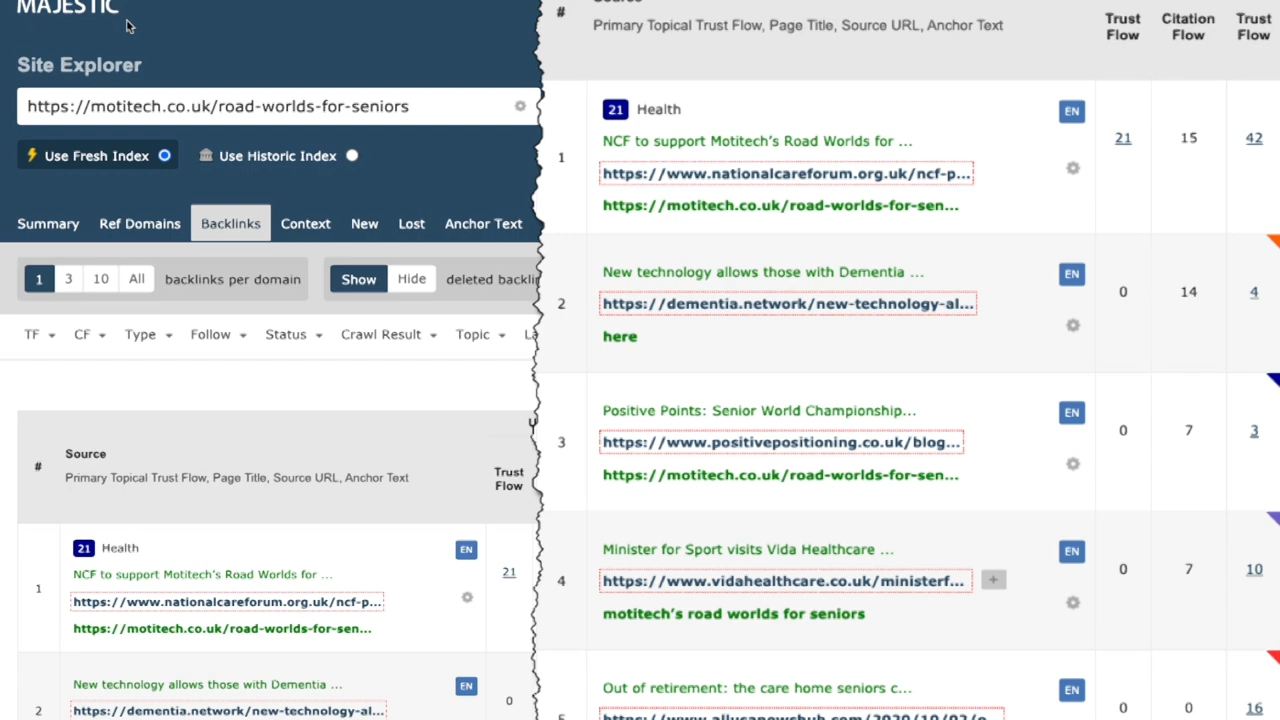 MAJESTIC
Site Explorer
https://motitech.co.uk/road-worlds-for-seniors
Use Fresh Index
Use Historic Index
Summary Ref Domains Backlinks Context New Lost Anchor Text
1 3 10 All backlinks per domain Show Hide deleted backli
TF CF Type Follow Status Crawl Result Topic La
# Source
Primary Topical Trust Flow, Page Title, Source URL, Anchor Text
Trust Flow
1
21 Health EN
NCF to support Motitech's Road Worlds for ...
https://www.nationalcareforum.org.uk/ncf-p...
https://motitech.co.uk/road-worlds-for-sen...
21
2
New technology allows those with Dementia ... EN
https://dementia.network/new-technology-al...
0
# Source
Primary Topical Trust Flow, Page Title, Source URL, Anchor Text
Trust Flow
Citation Flow
Trust Flow
1
21 Health EN
NCF to support Motitech's Road Worlds for ...
https://www.nationalcareforum.org.uk/ncf-p...
https://motitech.co.uk/road-worlds-for-sen...
21 15 42
2
New technology allows those with Dementia ... EN
https://dementia.network/new-technology-al...
here
0 14 4
3
Positive Points: Senior World Championship... EN
https://www.positivepositioning.co.uk/blog...
https://motitech.co.uk/road-worlds-for-sen...
0 7 3
4
Minister for Sport visits Vida Healthcare ... EN
https://www.vidahealthcare.co.uk/ministerf... +
motitech's road worlds for seniors
0 7 10
5
Out of retirement: the care home seniors c... EN
0 0 16